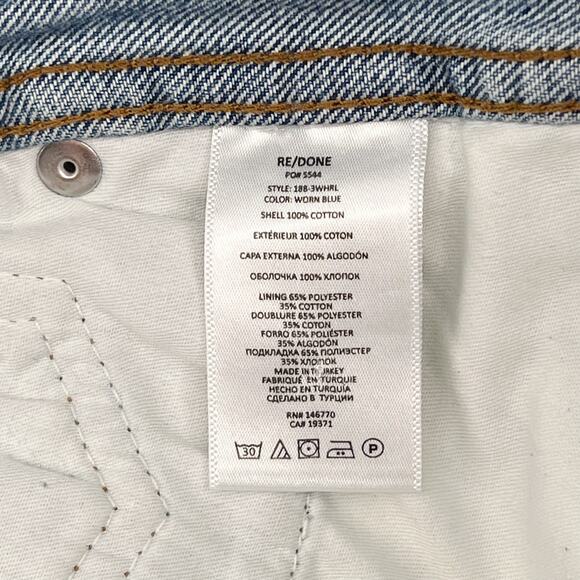 RE/DONE
PO# 5544
STYLE: 188-3WHRL
COLOR: WORN BLUE
SHELL 100% COTTON
EXTÉRIEUR 100% COTON
CAPA EXTERNA 100% ALGODÓN
ОБОЛОЧКА 100% ХЛОПОК
LINING 65% POLYESTER
35% COTTON
DOUBLURE 65% POLYESTER
35% COTON
FORRO 65% POLIÉSTER
35% ALGODÓN
ПОДКЛАДКА 65% ПОЛИЭСТЕР
35% ХЛОПОК
MADE IN TURKEY
FABRIQUÉ EN TURQUIE
HECHO EN TURQUÍA
СДЕЛАНО В ТУРЦИИ
RN# 146770
CA# 19371
30 P